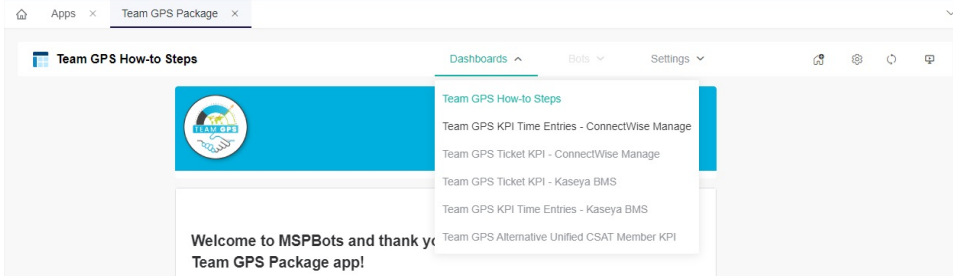 Apps × Team GPS Package ×
Team GPS How-to Steps Dashboards Bots Settings
TEAM GPS
Team GPS How-to Steps
Team GPS KPI Time Entries - ConnectWise Manage
Team GPS Ticket KPI - ConnectWise Manage
Team GPS Ticket KPI - Kaseya BMS
Team GPS KPI Time Entries - Kaseya BMS
Team GPS Alternative Unified CSAT Member KPI
Welcome to MSPBots and thank yo
Team GPS Package app!